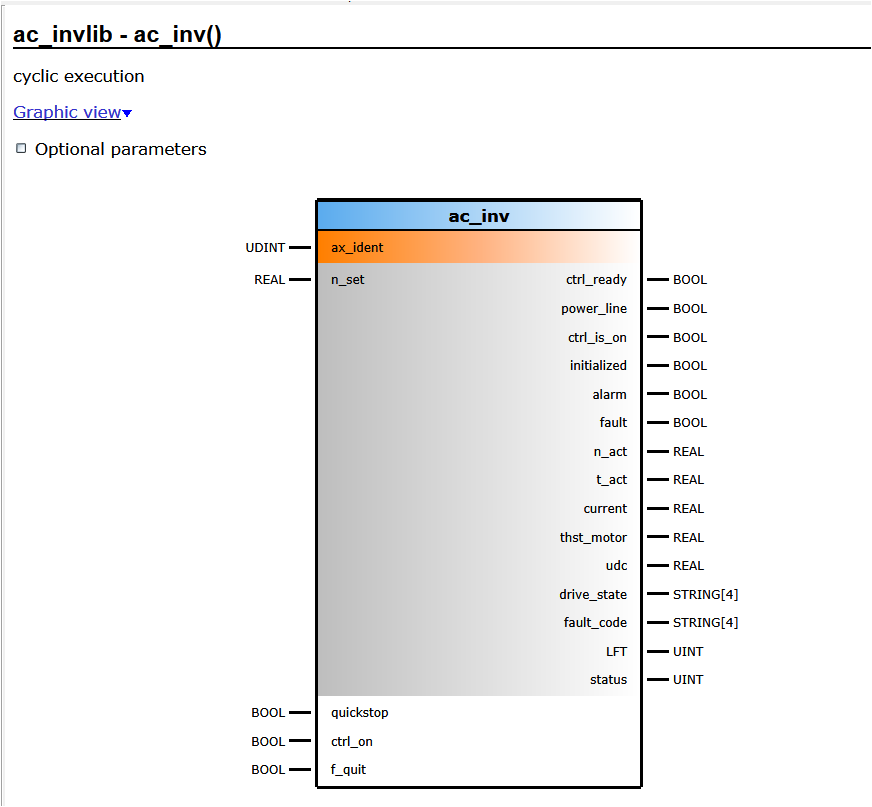 ac_invlib - ac_inv()
cyclic execution
Graphic view
Optional parameters
ac_inv
UDINT ax_ident
REAL n_set ctrl_ready BOOL
power_line BOOL
ctrl_is_on BOOL
initialized BOOL
alarm BOOL
fault BOOL
n_act REAL
t_act REAL
current REAL
thst_motor REAL
udc REAL
drive_state STRING[4]
fault_code STRING[4]
LFT UINT
status UINT
BOOL quickstop
BOOL ctrl_on
BOOL f_quit